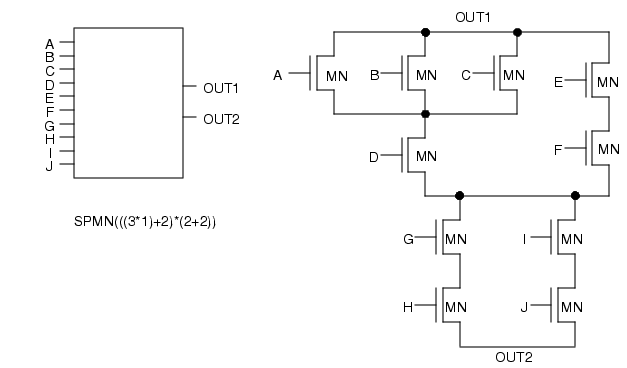 OUT1
A
B
C
D
E
F
G
H
I
J
OUT1
OUT2
SPMN(((3*1)+2)*(2+2))
A MN B MN C MN E MN
D MN F MN
G MN I MN
H MN J MN
OUT2